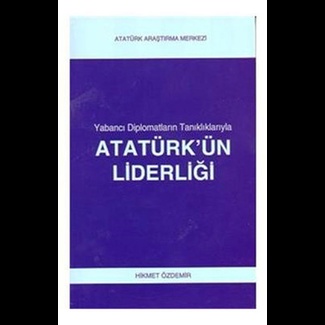 ATATÜRK ARAŞTIRMA MERKEZİ
Yabancı Diplomatların Tanıklıklarıyla
ATATÜRK'ÜN
LİDERLİĞİ
HİKMET ÖZDEMİR